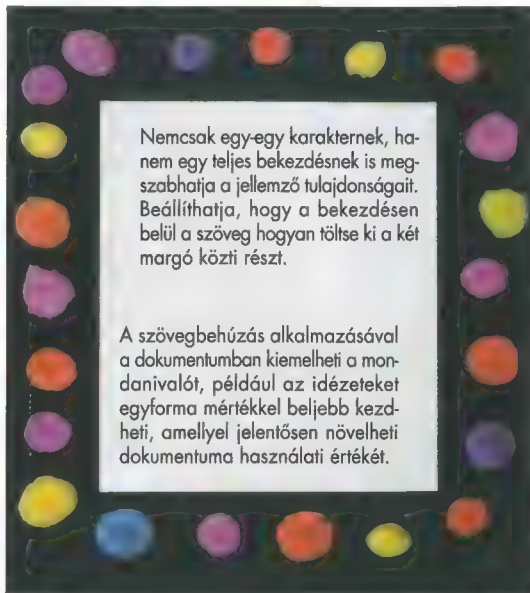 Nemcsak egy-egy karakternek, ha-
nem egy teljes bekezdésnek is meg-
szabhatja a jellemző tulajdonságait.
Beállíthatja, hogy a bekezdésen
belül a szöveg hogyan töltse ki a két
margó közti részt.
A szövegbehúzás alkalmazásával
a dokumentumban kiemelheti a mon-
danivalót, például az idézeteket
egyforma mértékkel beljebb kezd-
heti, amellyel jelentősen növelheti
dokumentuma használati értékét.